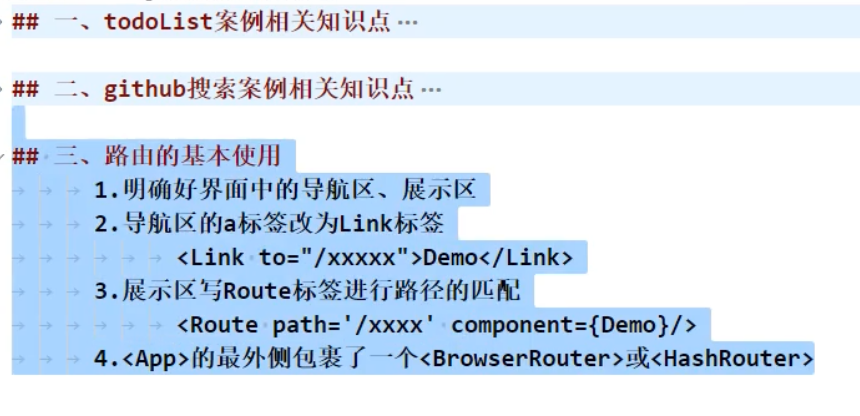 ## 一、todoList案例相关知识点…
## 二、github搜索案例相关知识点…
## 三、路由的基本使用
1.明确好界面中的导航区、展示区
2.导航区的a标签改为Link标签
<Link to="/xxxxx">Demo</Link>
3.展示区写Route标签进行路径的匹配
<Route path='/xxxx' component={Demo}/>
4.<App>的最外侧包裹了一个<BrowserRouter>或<HashRouter>